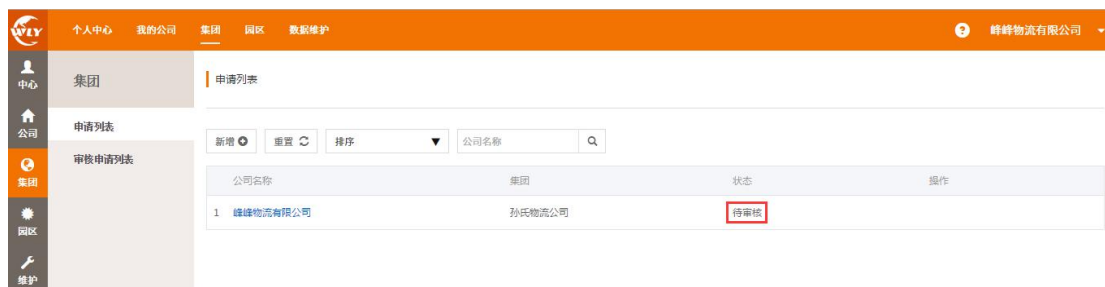 WLY 个人中心 我的公司 集团 园区 数据维护 峰峰物流有限公司
中心
公司
集团
园区
维护
集团
申请列表
审核申请列表
申请列表
新增 重置 排序 公司名称
公司名称 集团 状态 操作
1 峰峰物流有限公司 孙氏物流公司 待审核